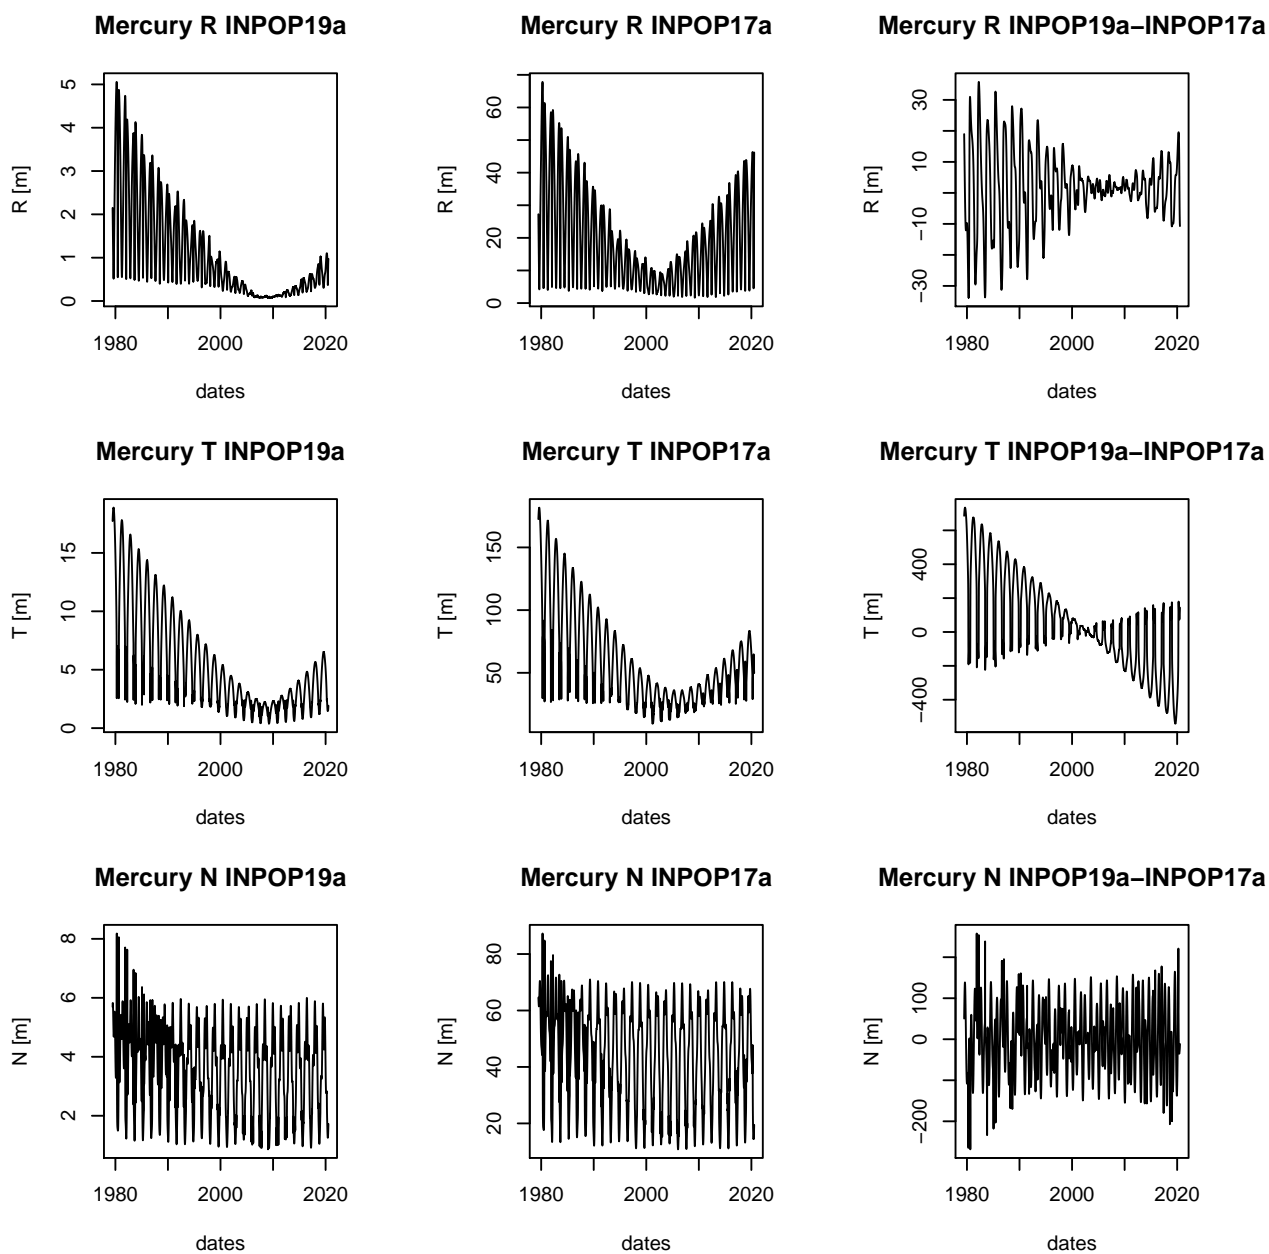 Mercury R INPOP19a
Mercury R INPOP17a
Mercury R INPOP19a−INPOP17a
R [m]
0 1 2 3 4 5
1980 2000 2020
dates
R [m]
0 20 40 60
1980 2000 2020
dates
R [m]
−30 −10 10 30
1980 2000 2020
dates
Mercury T INPOP19a
Mercury T INPOP17a
Mercury T INPOP19a−INPOP17a
T [m]
0 5 10 15
1980 2000 2020
dates
T [m]
50 100 150
1980 2000 2020
dates
T [m]
−400 0 400
1980 2000 2020
dates
Mercury N INPOP19a
Mercury N INPOP17a
Mercury N INPOP19a−INPOP17a
N [m]
2 4 6 8
1980 2000 2020
dates
N [m]
20 40 60 80
1980 2000 2020
dates
N [m]
−200 0 100
1980 2000 2020
dates